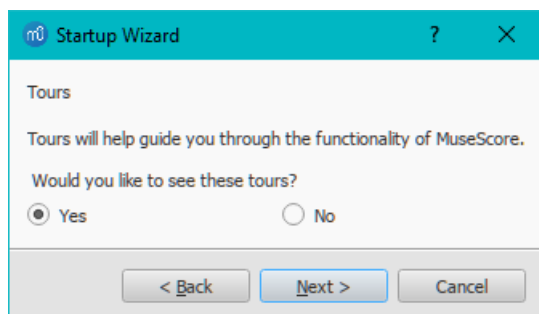 Startup Wizard ?
Tours
Tours will help guide you through the functionality of MuseScore.
Would you like to see these tours?
Yes No
< Back Next > Cancel